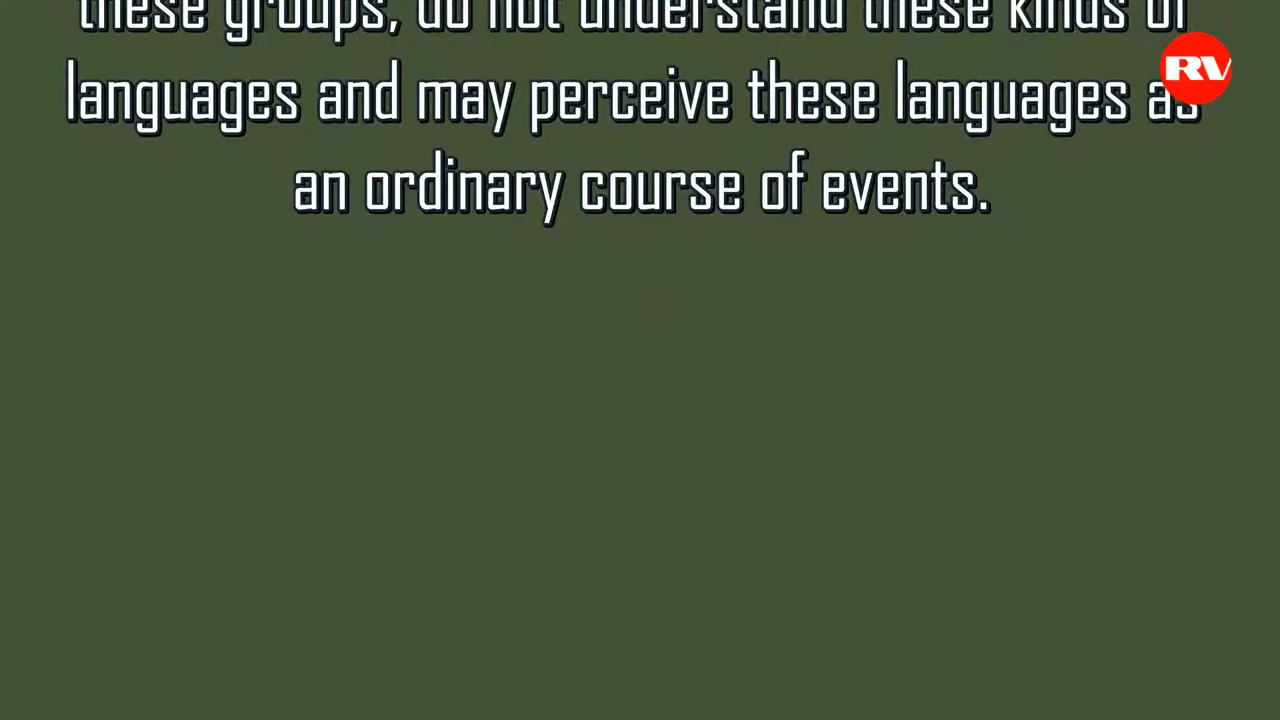 these groups, do not understand these kinds of
languages and may perceive these languages as
an ordinary course of events.
RV